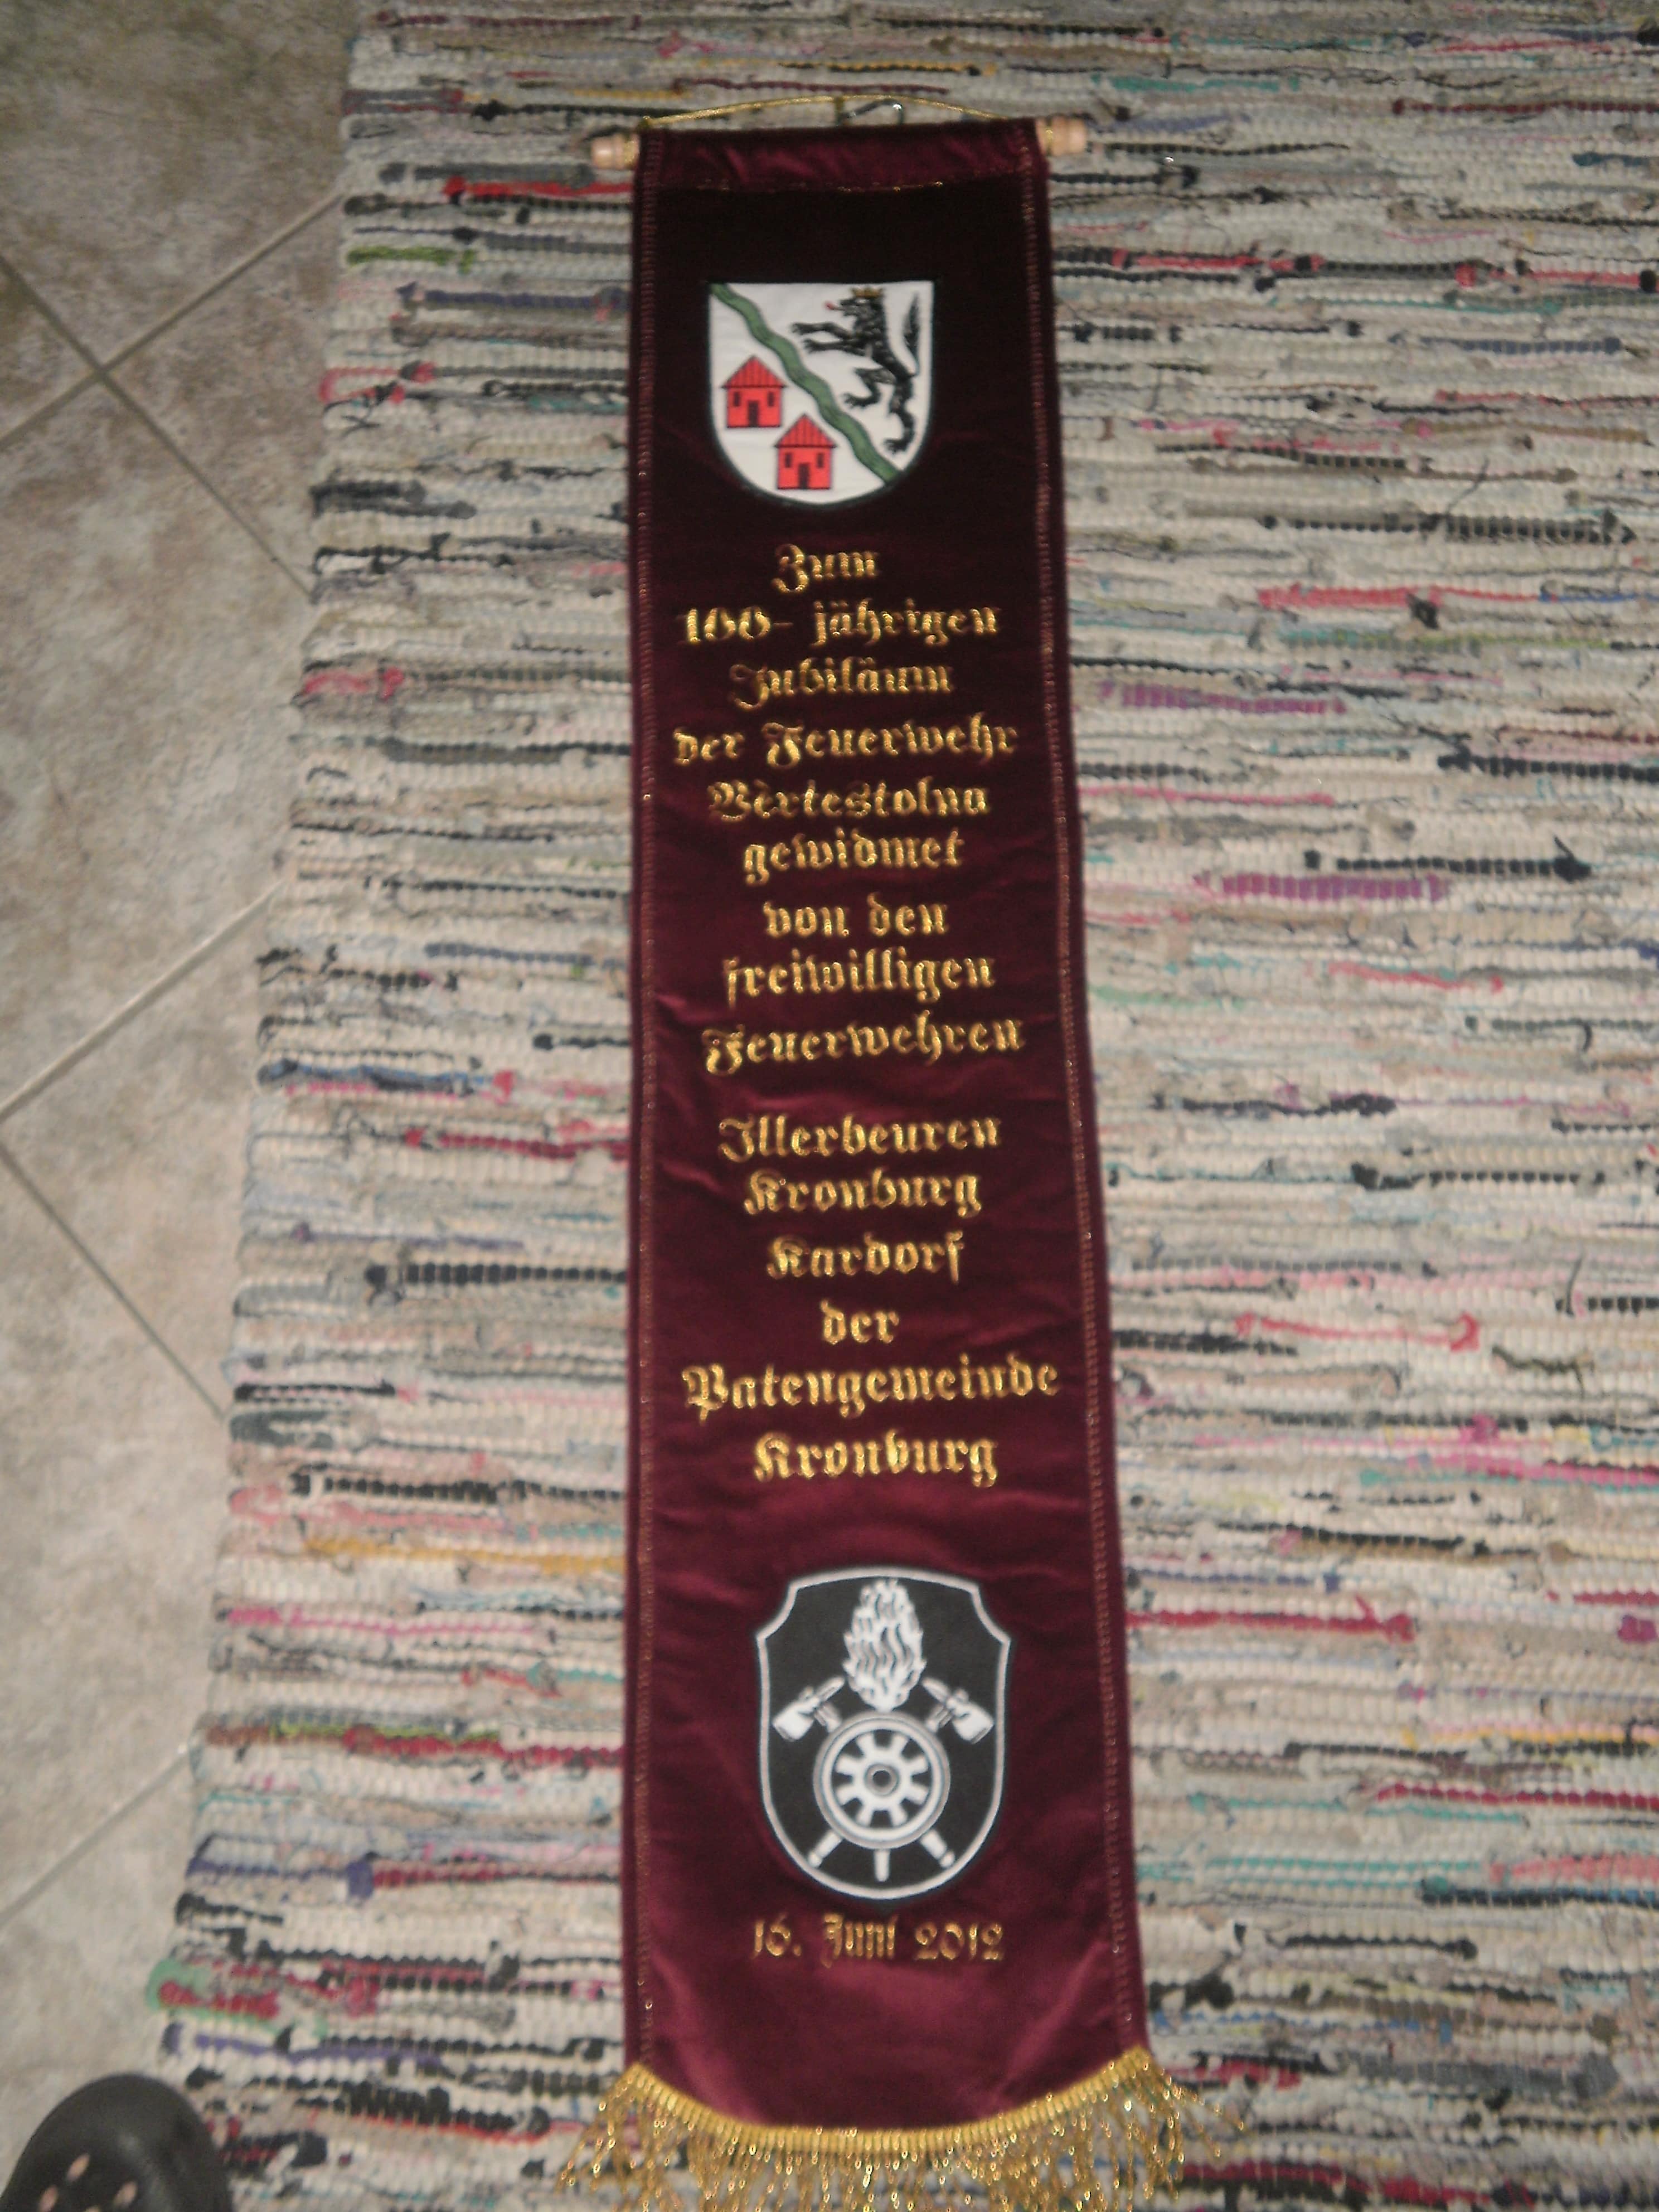 Zum
100- jährigen
Jubiläum
der Feuerwehr
Vèrtestolna
gewidmet
von den
freiwilligen
Feuerwehren
Illerbeuren
Kronburg
Kardorf
der
Patengemeinde
Kronburg
16. Juni 2012